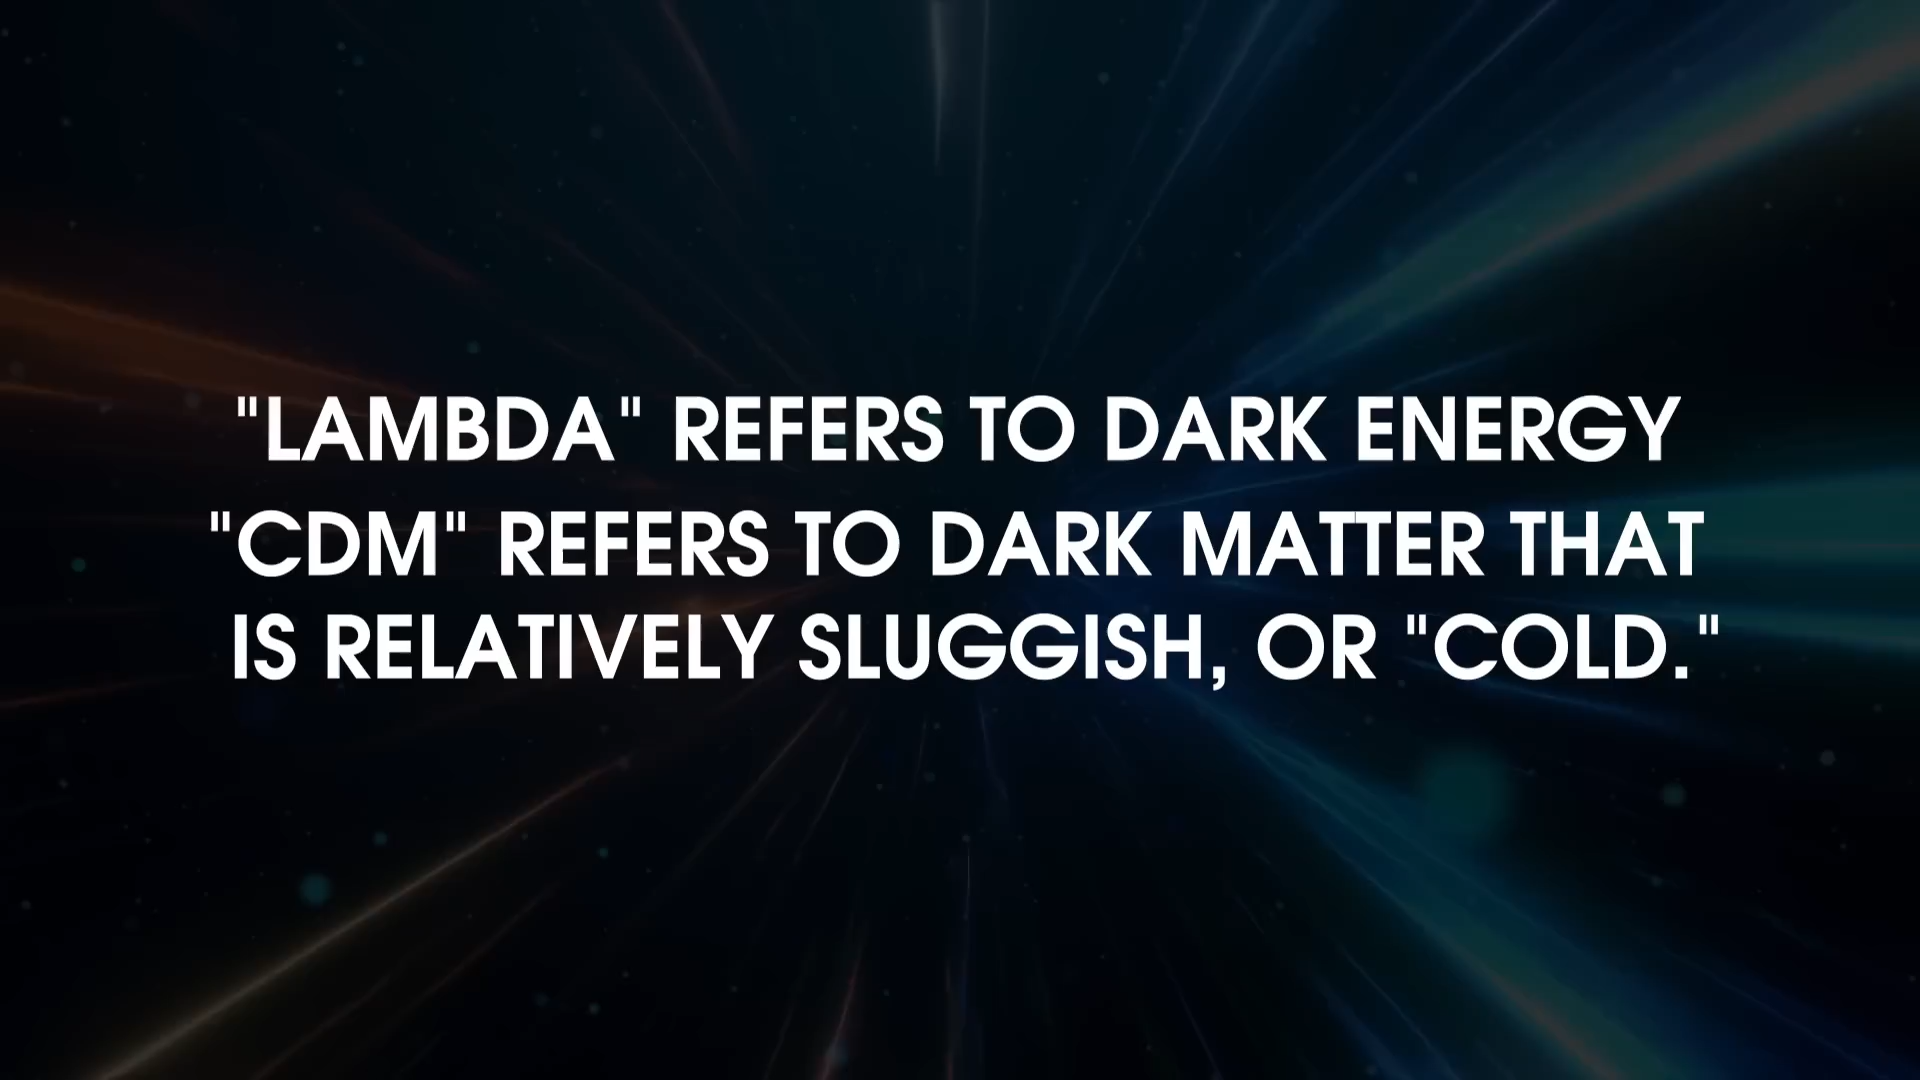 "LAMBDA" REFERS TO DARK ENERGY
"CDM" REFERS TO DARK MATTER THAT
IS RELATIVELY SLUGGISH, OR "COLD."